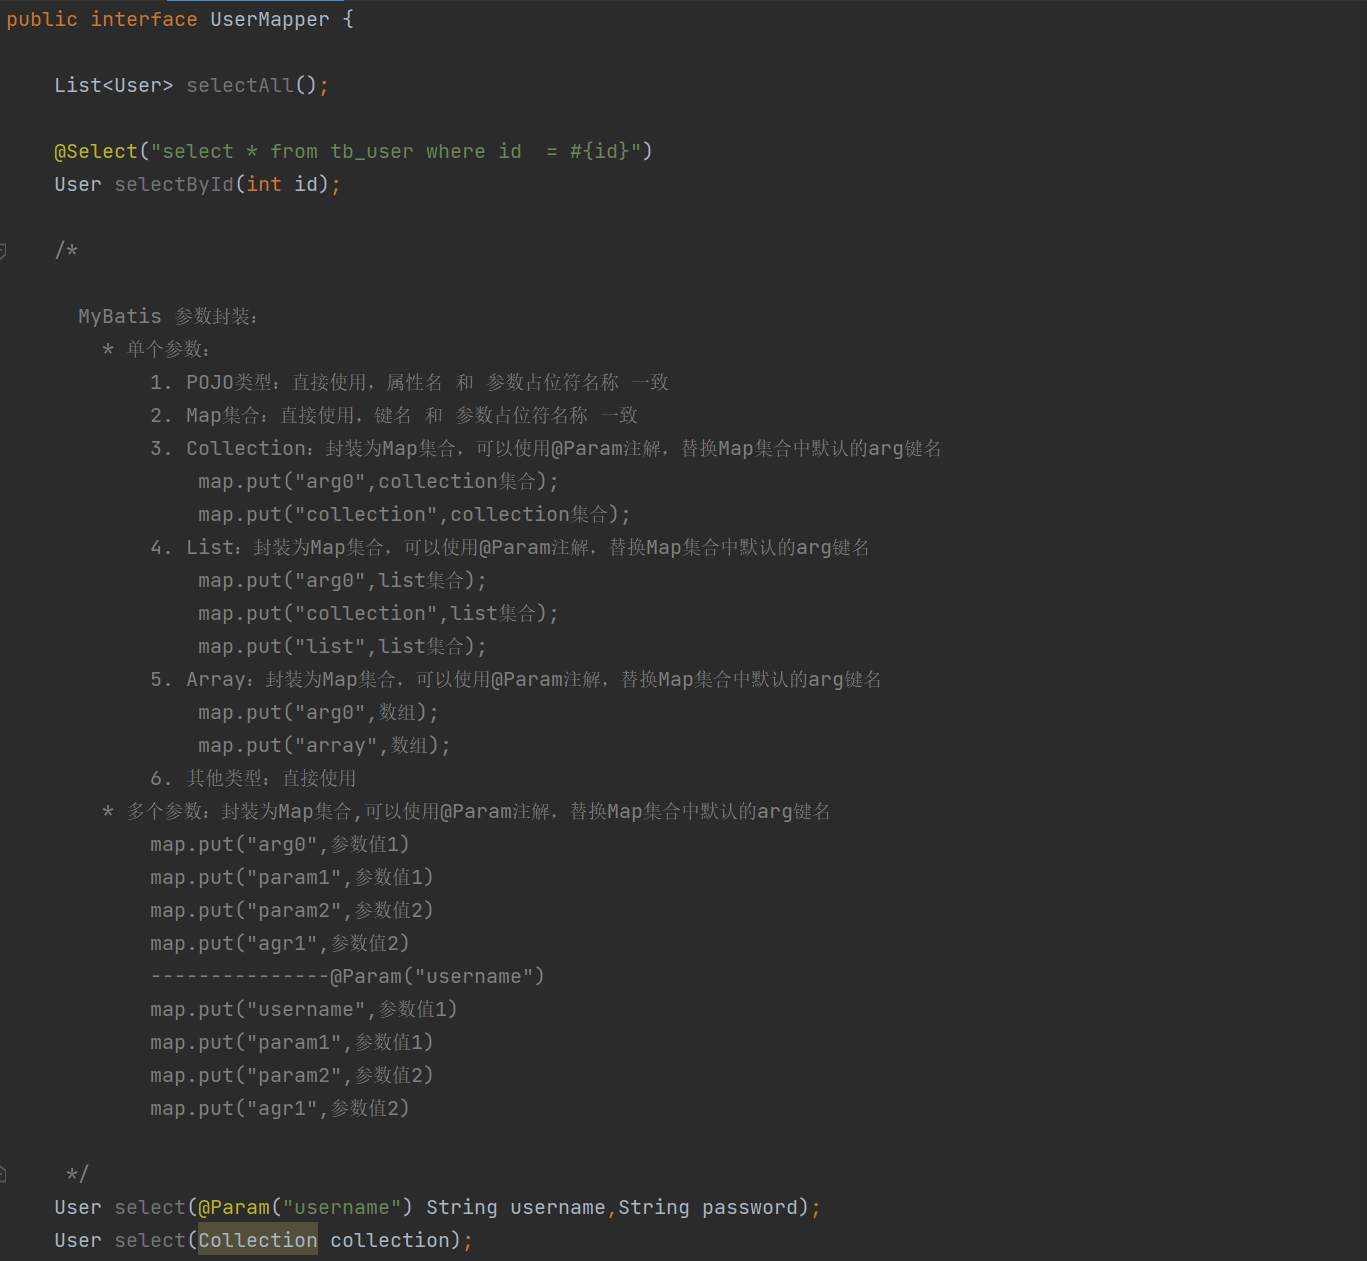 public interface UserMapper {
List<User> selectAll();
@Select("select * from tb_user where id  = #{id}")
User selectById(int id);
/*
MyBatis 参数封装：
* 单个参数：
1. POJO类型：直接使用，属性名 和 参数占位符名称 一致
2. Map集合：直接使用，键名 和 参数占位符名称 一致
3. Collection：封装为Map集合，可以使用@Param注解，替换Map集合中默认的arg键名
map.put("arg0",collection集合);
map.put("collection",collection集合);
4. List：封装为Map集合，可以使用@Param注解，替换Map集合中默认的arg键名
map.put("arg0",list集合);
map.put("collection",list集合);
map.put("list",list集合);
5. Array：封装为Map集合，可以使用@Param注解，替换Map集合中默认的arg键名
map.put("arg0",数组);
map.put("array",数组);
6. 其他类型：直接使用
* 多个参数：封装为Map集合,可以使用@Param注解，替换Map集合中默认的arg键名
map.put("arg0",参数值1)
map.put("param1",参数值1)
map.put("param2",参数值2)
map.put("agr1",参数值2)
---------------@Param("username")
map.put("username",参数值1)
map.put("param1",参数值1)
map.put("param2",参数值2)
map.put("agr1",参数值2)
*/
User select(@Param("username") String username,String password);
User select(Collection collection);